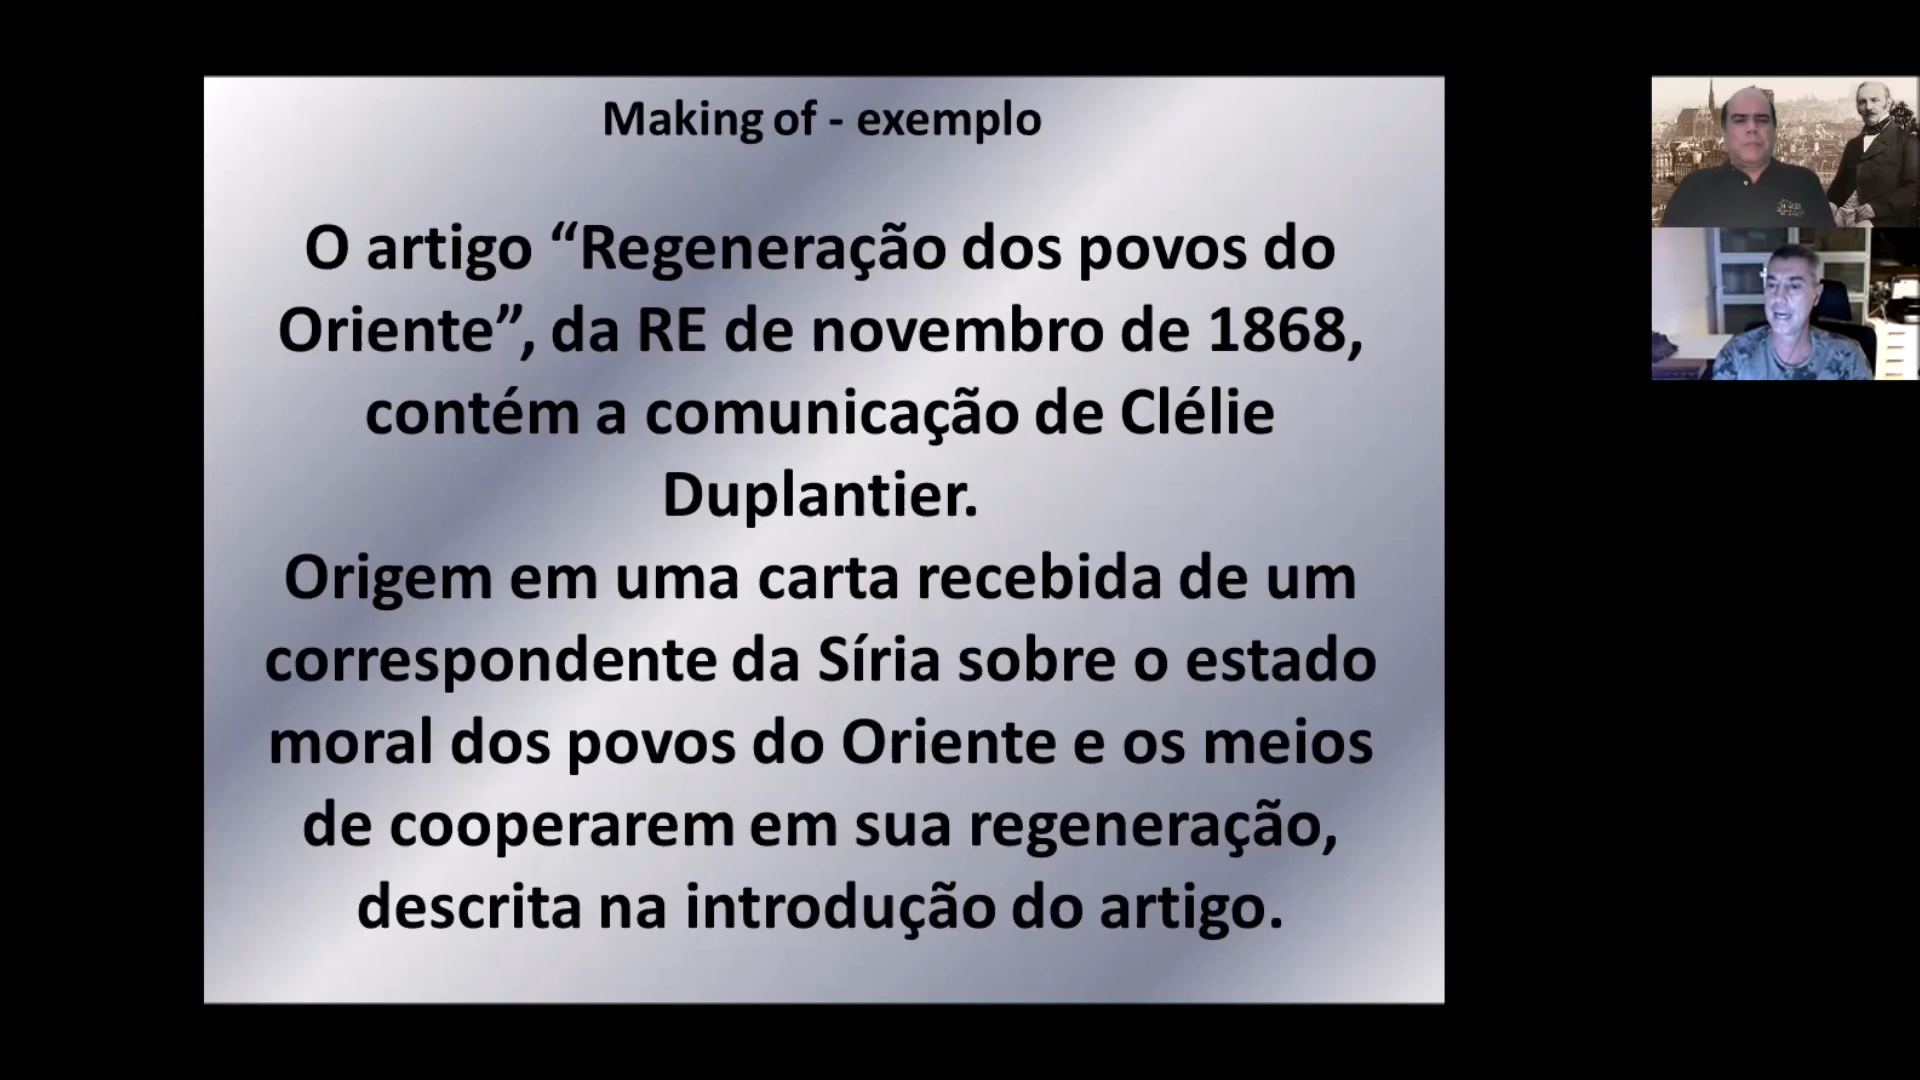 Making of - exemplo
O artigo “Regeneração dos povos do
Oriente”, da RE de novembro de 1868,
contém a comunicação de Clélie
Duplantier.
Origem em uma carta recebida de um
correspondente da Síria sobre o estado
moral dos povos do Oriente e os meios
de cooperarem em sua regeneração,
descrita na introdução do artigo.